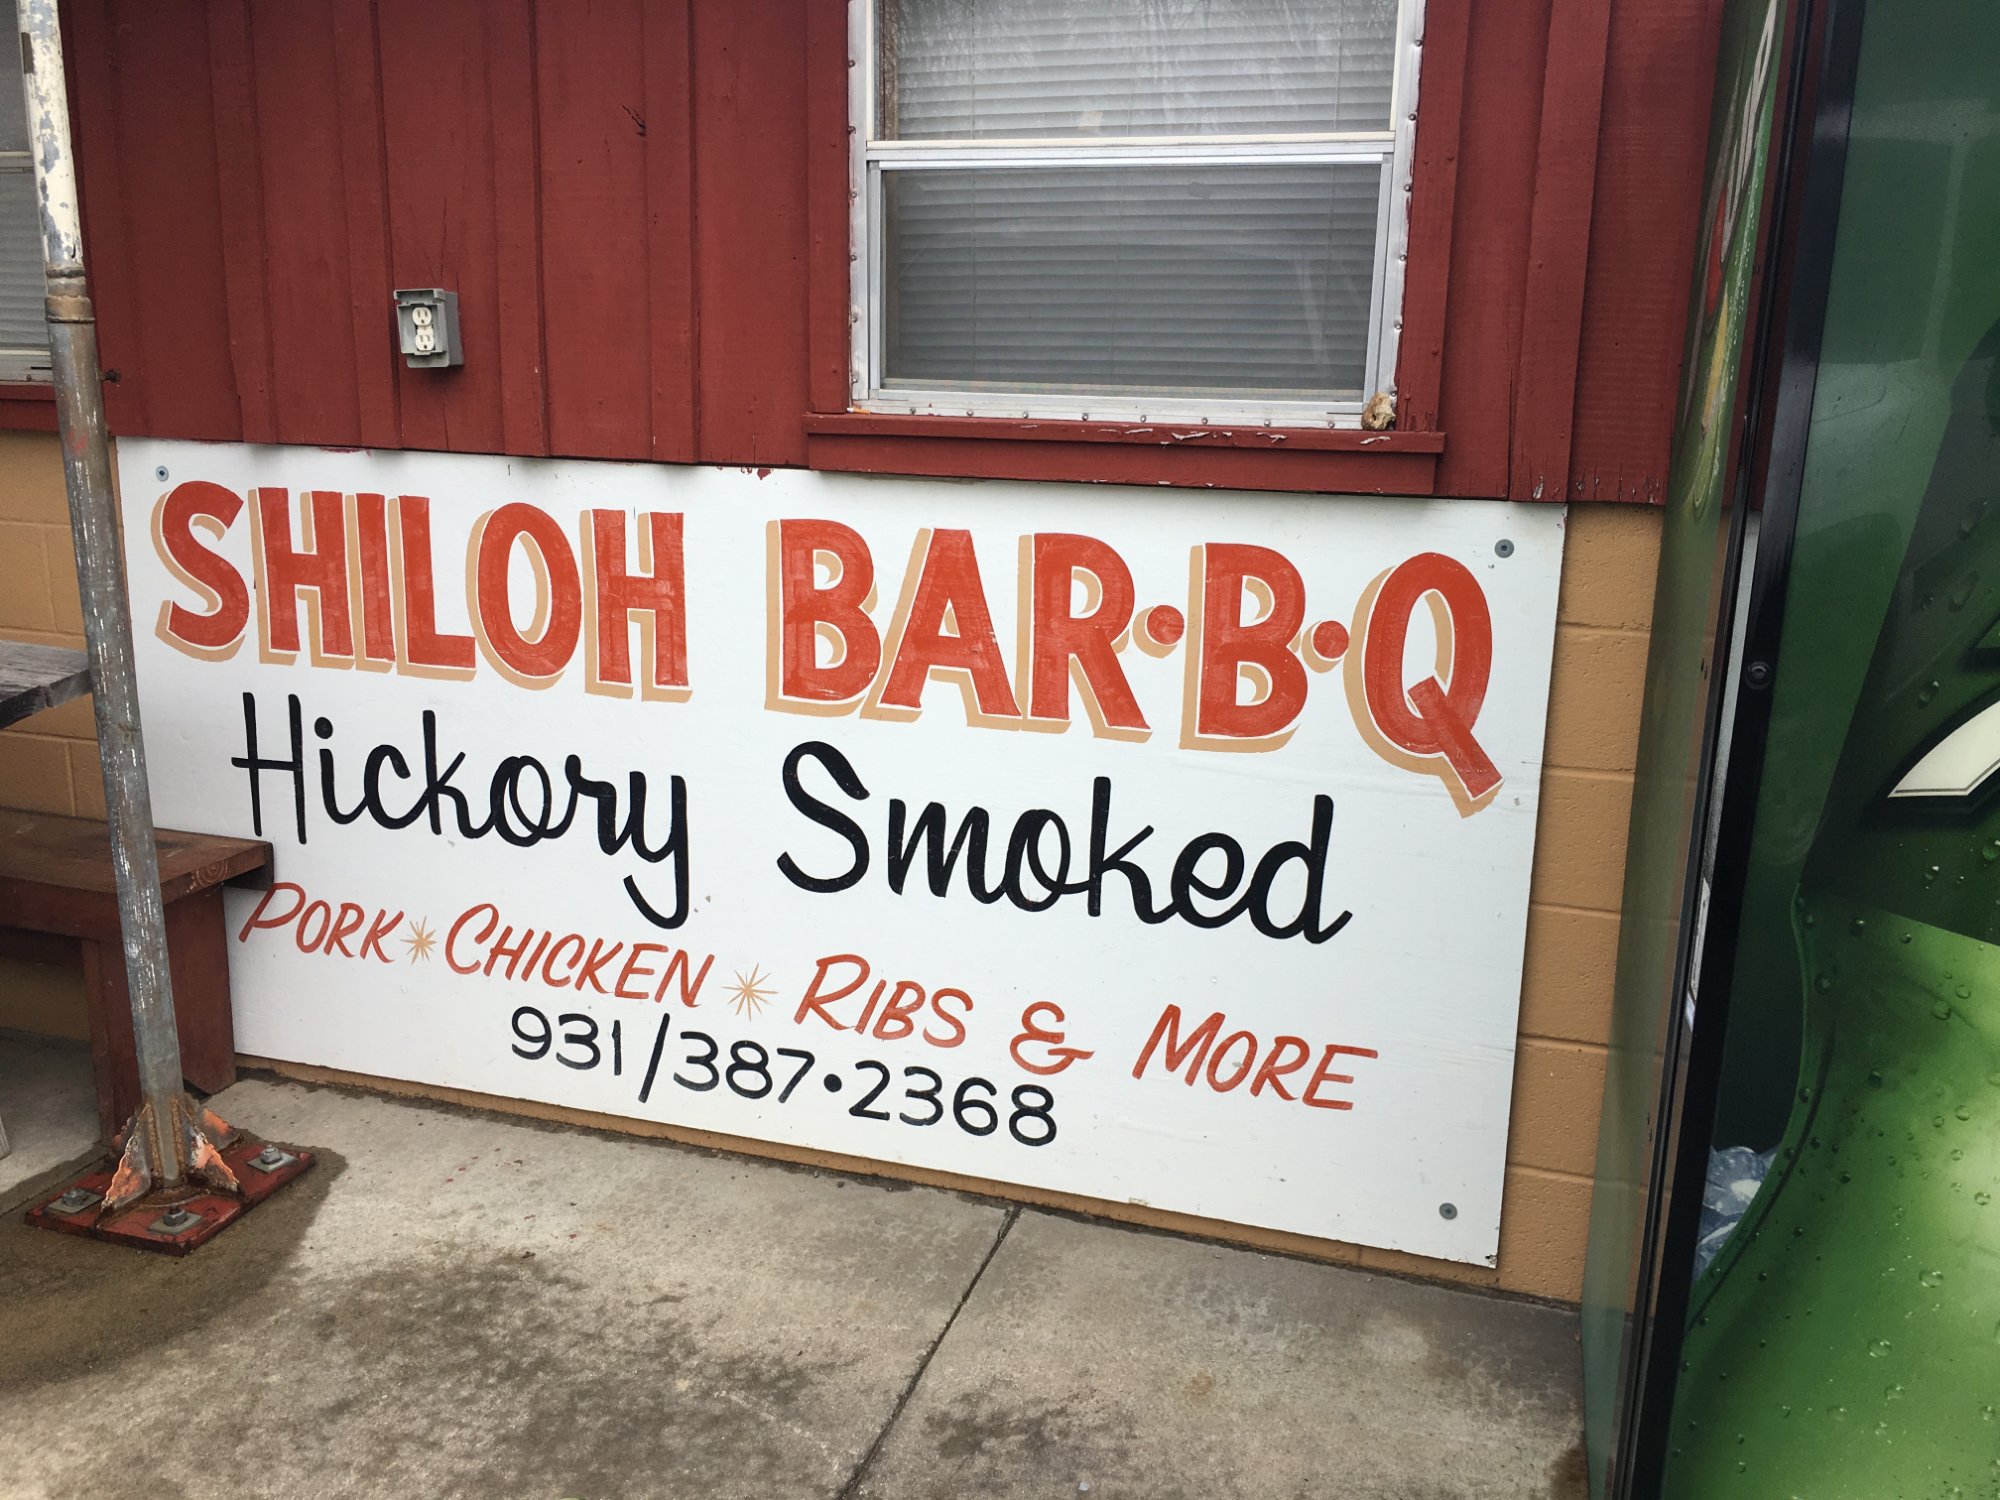 SHILOH BAR•B•Q
Hickory Smoked
PORK * CHICKEN * RIBS & MORE
931/387•2368